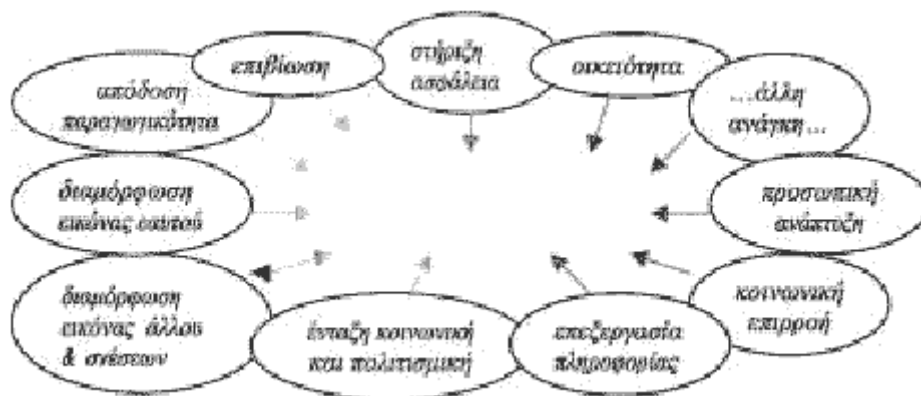 επιβίωση
στήριξη
ασφάλεια
οικειότητα
...άλλη
ανάγκη...
προσωπική
ανάπτυξη
κοινωνική
επιρροή
επεξεργασία
πληροφορίας
ένταξη κοινωνική
και πολιτισμική
διαμόρφωση
εικόνας άλλου
& σχέσεων
διαμόρφωση
εικόνας εαυτού
απόδοση
παραγωγικότητα